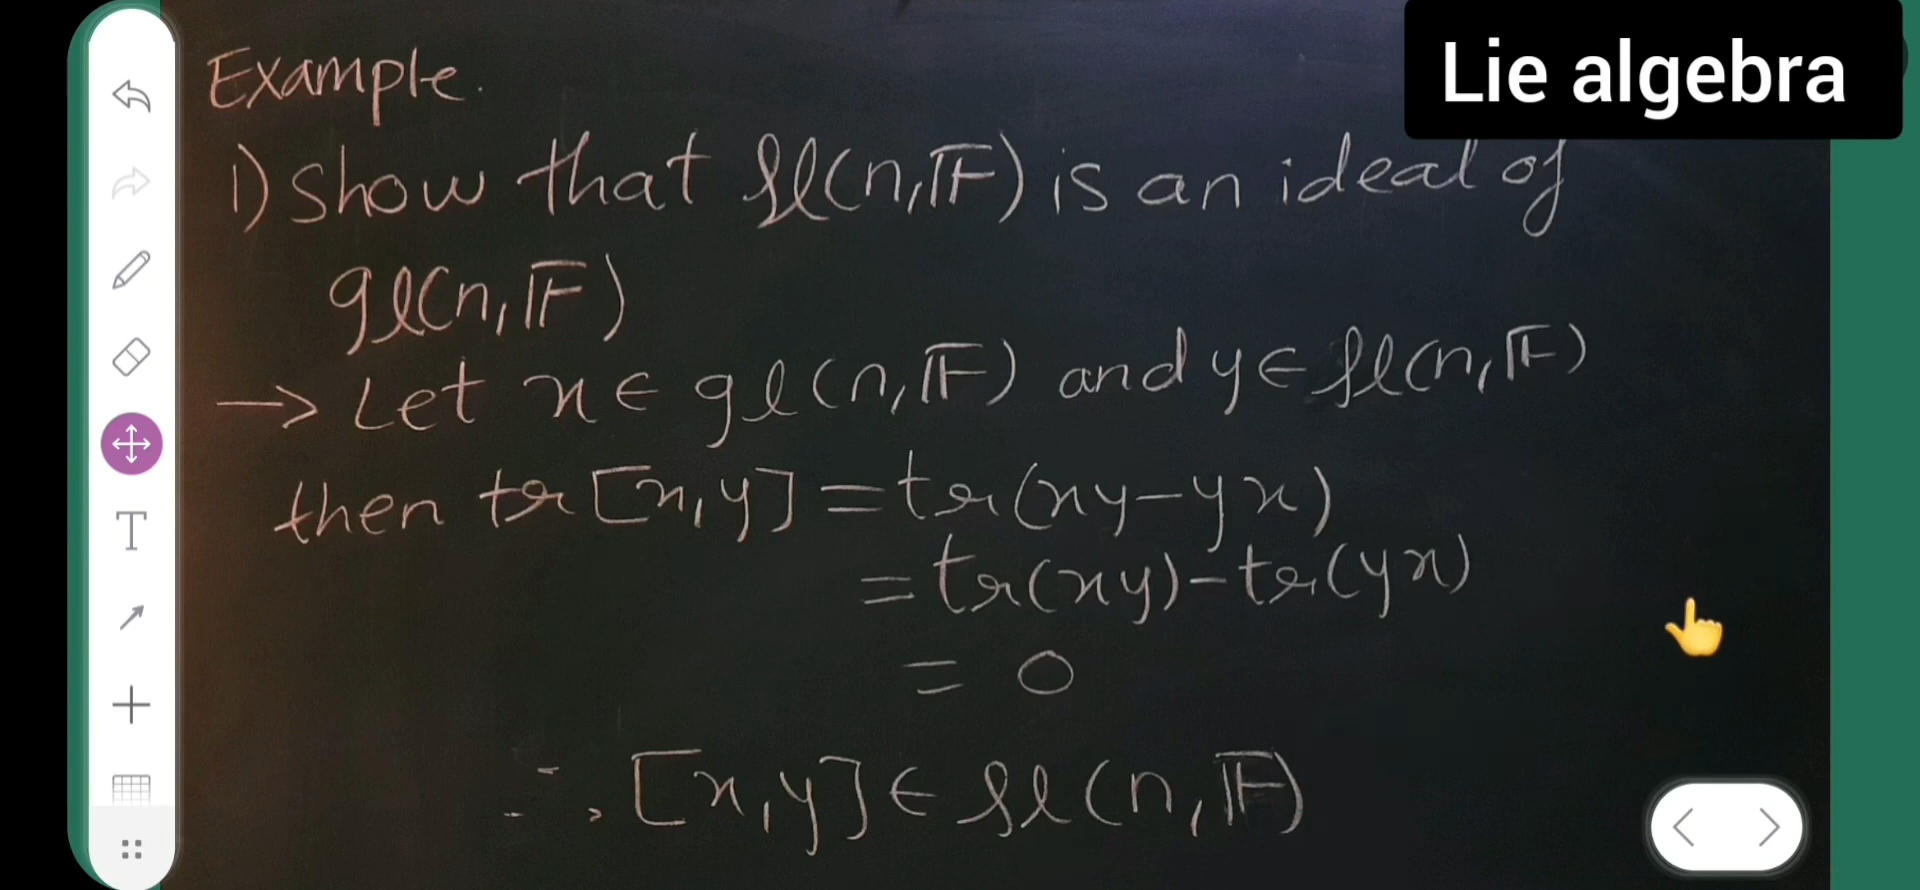 Lie algebra
Example.
1) Show that sl(n,𝔽) is an ideal of
gl(n,𝔽)
→ Let x ∈ gl(n,𝔽) and y ∈ sl(n,𝔽)
then tr[x,y] = tr(xy-yx)
= tr(xy)-tr(yx)
= 0
∴ [x,y] ∈ sl(n,𝔽)
T